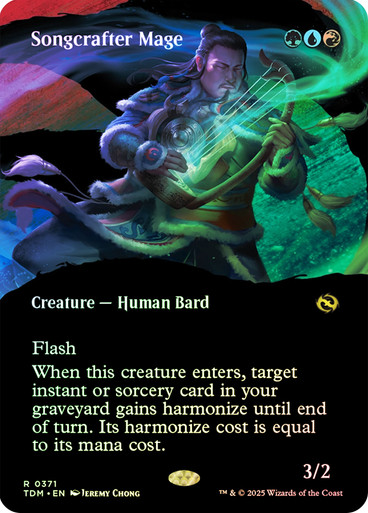 Songcrafter Mage
Creature — Human Bard
Flash
When this creature enters, target
instant or sorcery card in your
graveyard gains harmonize until end
of turn. Its harmonize cost is equal
to its mana cost.
3/2
R 0371
TDM • EN Jeremy Chong
™ & © 2025 Wizards of the Coast